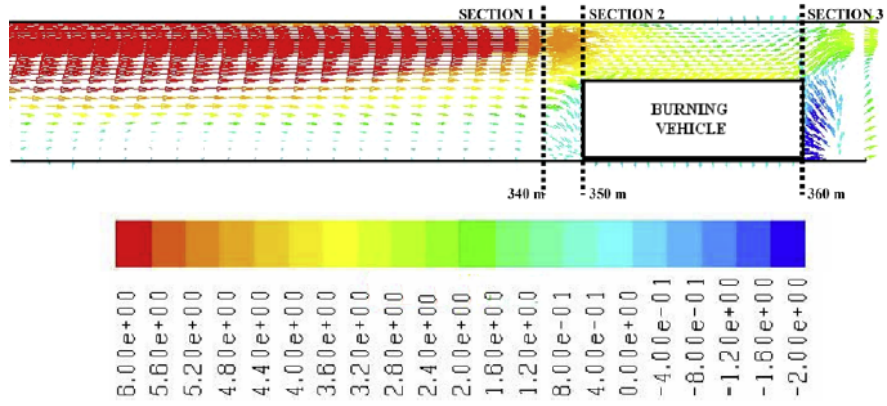 SECTION 1
SECTION 2
SECTION 3
BURNING
VEHICLE
340 m
350 m
360 m
6.00e+00
5.60e+00
5.20e+00
4.80e+00
4.40e+00
4.00e+00
3.60e+00
3.20e+00
2.80e+00
2.40e+00
2.00e+00
1.60e+00
1.20e+00
8.00e-01
4.00e-01
0.00e+00
-4.00e-01
-8.00e-01
-1.20e+00
-1.60e+00
-2.00e+00